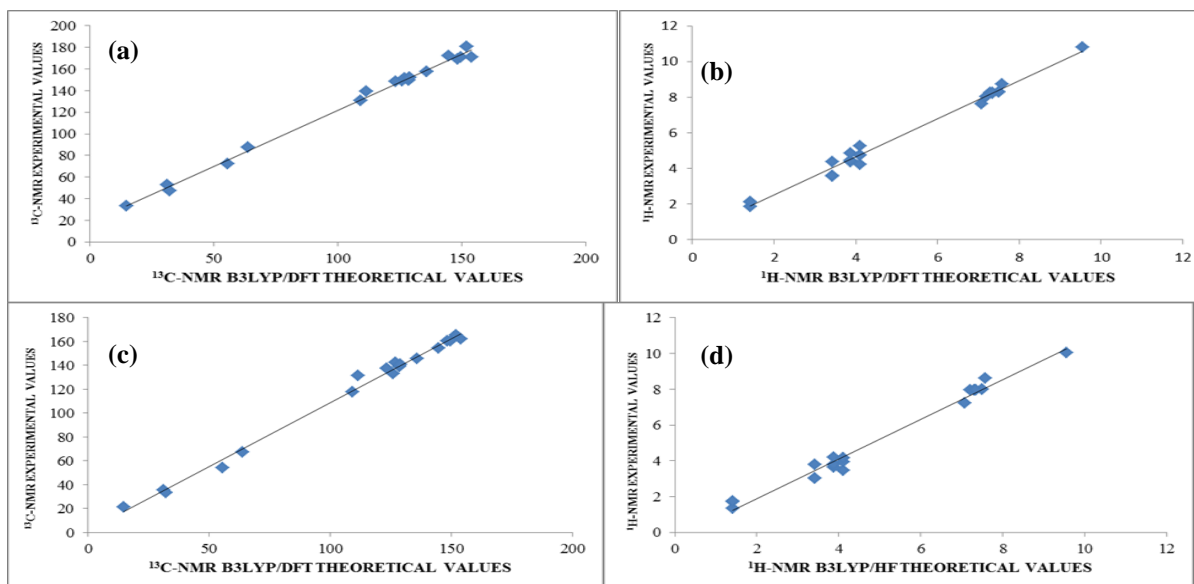 (a)
¹³C-NMR EXPERIMENTAL VALUES
200
180
160
140
120
100
80
60
40
20
0
0 50 100 150 200
¹³C-NMR B3LYP/DFT THEORETICAL VALUES
(b)
¹H-NMR EXPERIMENTAL VALUES
12
10
8
6
4
2
0
0 2 4 6 8 10 12
¹H-NMR B3LYP/DFT THEORETICAL VALUES
(c)
¹³C-NMR EXPERIMENTAL VALUES
180
160
140
120
100
80
60
40
20
0
0 50 100 150 200
¹³C-NMR B3LYP/DFT THEORETICAL VALUES
(d)
¹H-NMR EXPERIMENTAL VALUES
12
10
8
6
4
2
0
0 2 4 6 8 10 12
¹H-NMR B3LYP/HF THEORETICAL VALUES